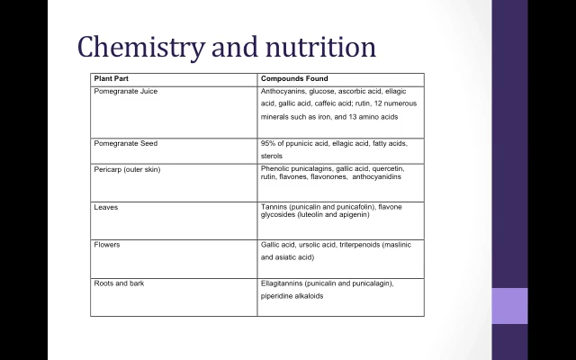 Chemistry and nutrition
Plant Part
Compounds Found
Pomegranate Juice
Anthocyanins, glucose, ascorbic acid, ellagic
acid, gallic acid, caffeic acid; rutin, 12 numerous
minerals such as iron, and 13 amino acids
Pomegranate Seed
95% of ppunicic acid, ellagic acid, fatty acids,
sterols
Pericarp (outer skin)
Phenolic punicalagins, gallic acid, quercetin,
rutin, flavones, flavonones, anthocyanidins
Leaves
Tannins (punicalin and punicafolin), flavone
glycosides (luteolin and apigenin)
Flowers
Gallic acid, ursolic acid, triterpenoids (maslinic
and asiatic acid)
Roots and bark
Ellagitannins (punicalin and punicalagin),
piperidine alkaloids